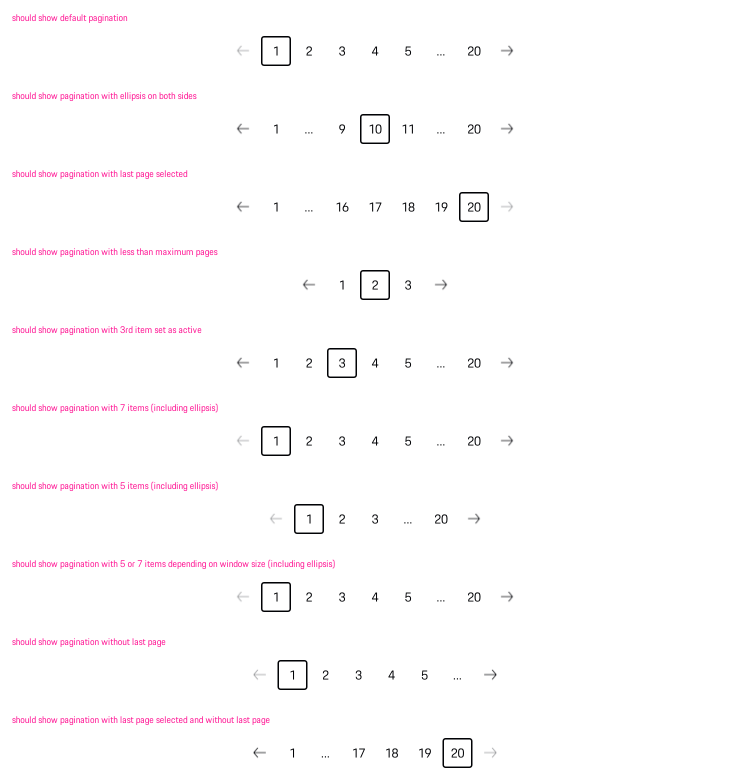 should show default pagination
← 1 2 3 4 5 ... 20 →
should show pagination with ellipsis on both sides
← 1 ... 9 10 11 ... 20 →
should show pagination with last page selected
← 1 ... 16 17 18 19 20 →
should show pagination with less than maximum pages
← 1 2 3 →
should show pagination with 3rd item set as active
← 1 2 3 4 5 ... 20 →
should show pagination with 7 items (including ellipsis)
← 1 2 3 4 5 ... 20 →
should show pagination with 5 items (including ellipsis)
← 1 2 3 ... 20 →
should show pagination with 5 or 7 items depending on window size (including ellipsis)
← 1 2 3 4 5 ... 20 →
should show pagination without last page
← 1 2 3 4 5 ... →
should show pagination with last page selected and without last page
← 1 ... 17 18 19 20 →